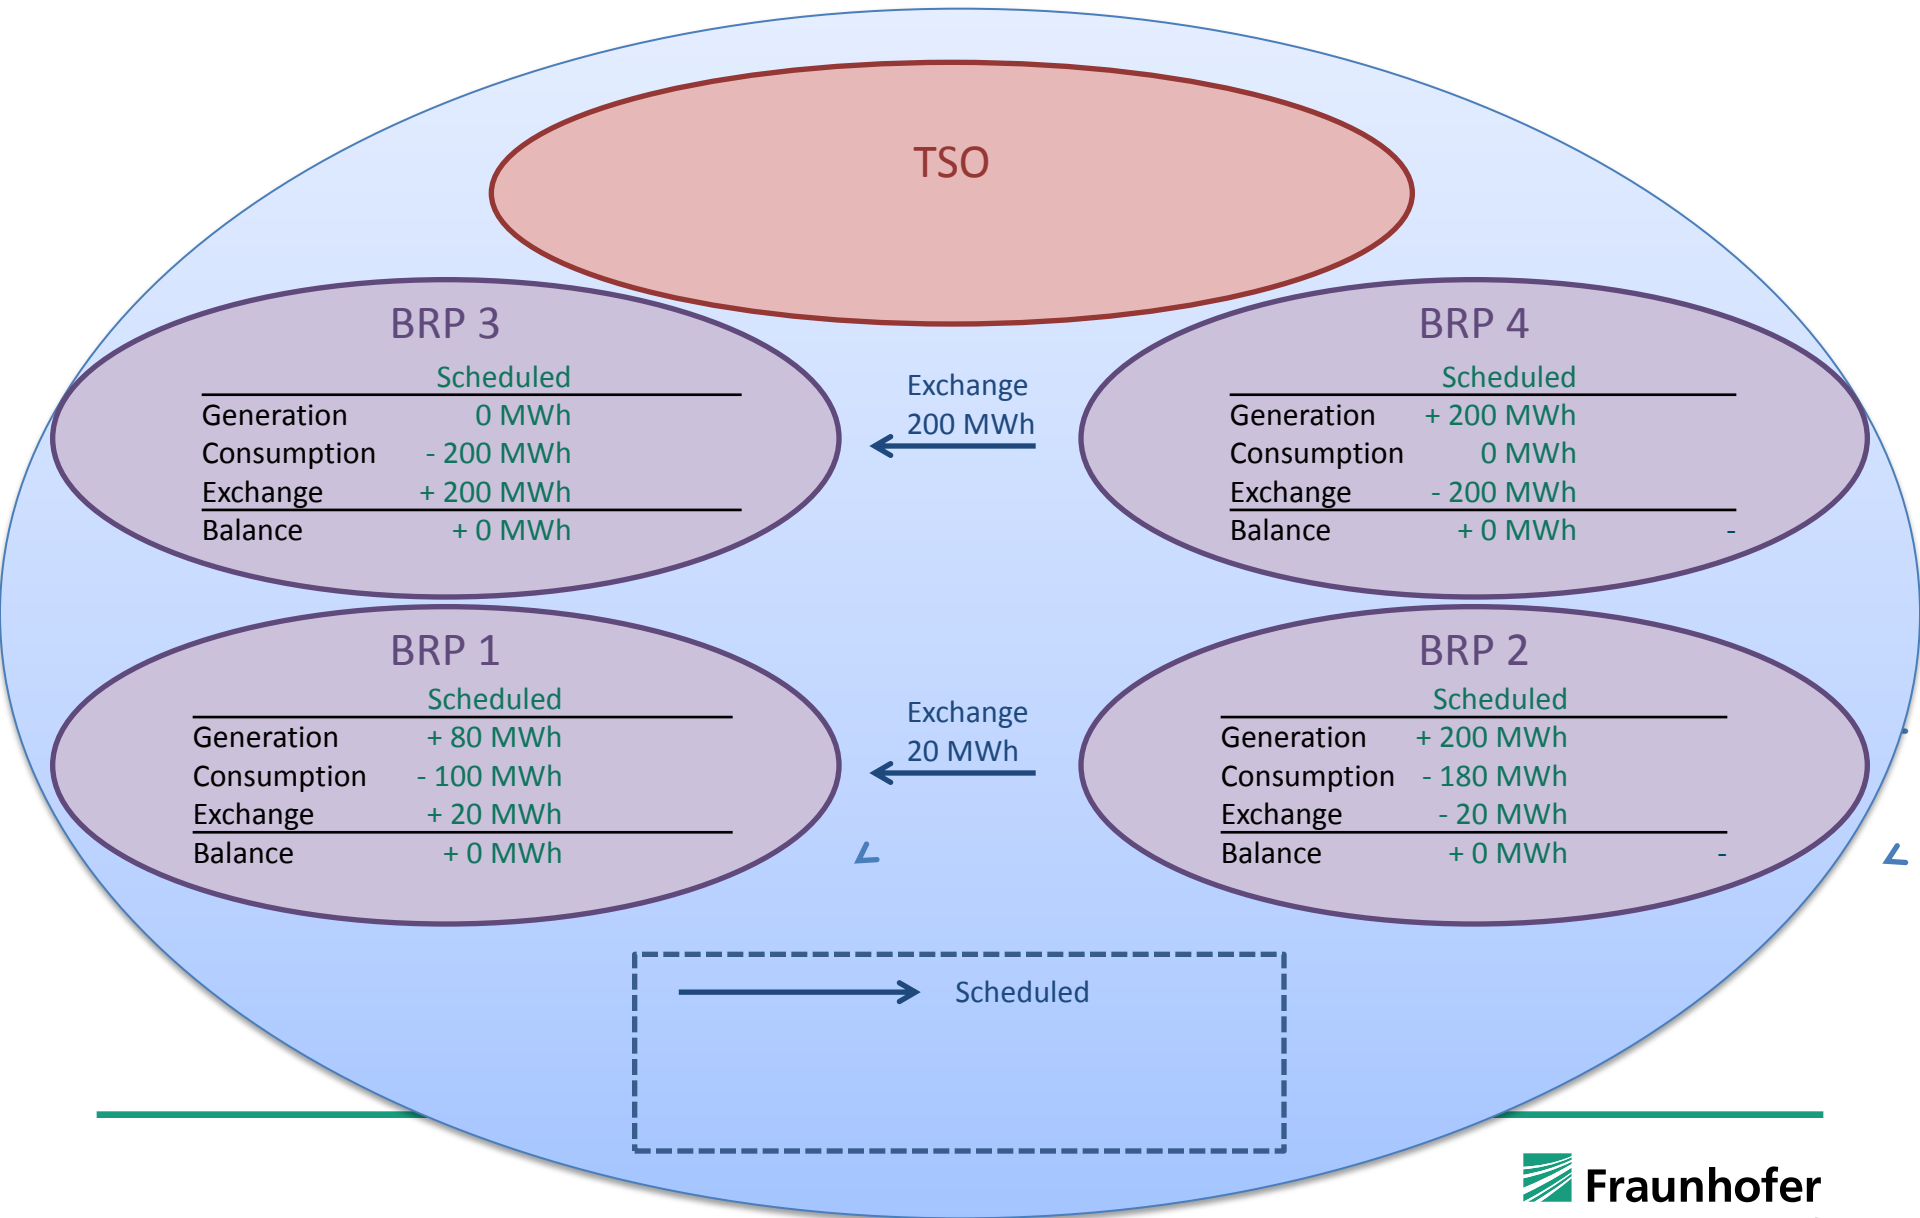 TSO
BRP 3
Scheduled
Generation 0 MWh
Consumption - 200 MWh
Exchange + 200 MWh
Balance + 0 MWh
Exchange
200 MWh
BRP 4
Scheduled
Generation + 200 MWh
Consumption 0 MWh
Exchange - 200 MWh
Balance + 0 MWh -
BRP 1
Scheduled
Generation + 80 MWh
Consumption - 100 MWh
Exchange + 20 MWh
Balance + 0 MWh
Exchange
20 MWh
BRP 2
Scheduled
Generation + 200 MWh
Consumption - 180 MWh
Exchange - 20 MWh
Balance + 0 MWh -
Scheduled
Fraunhofer